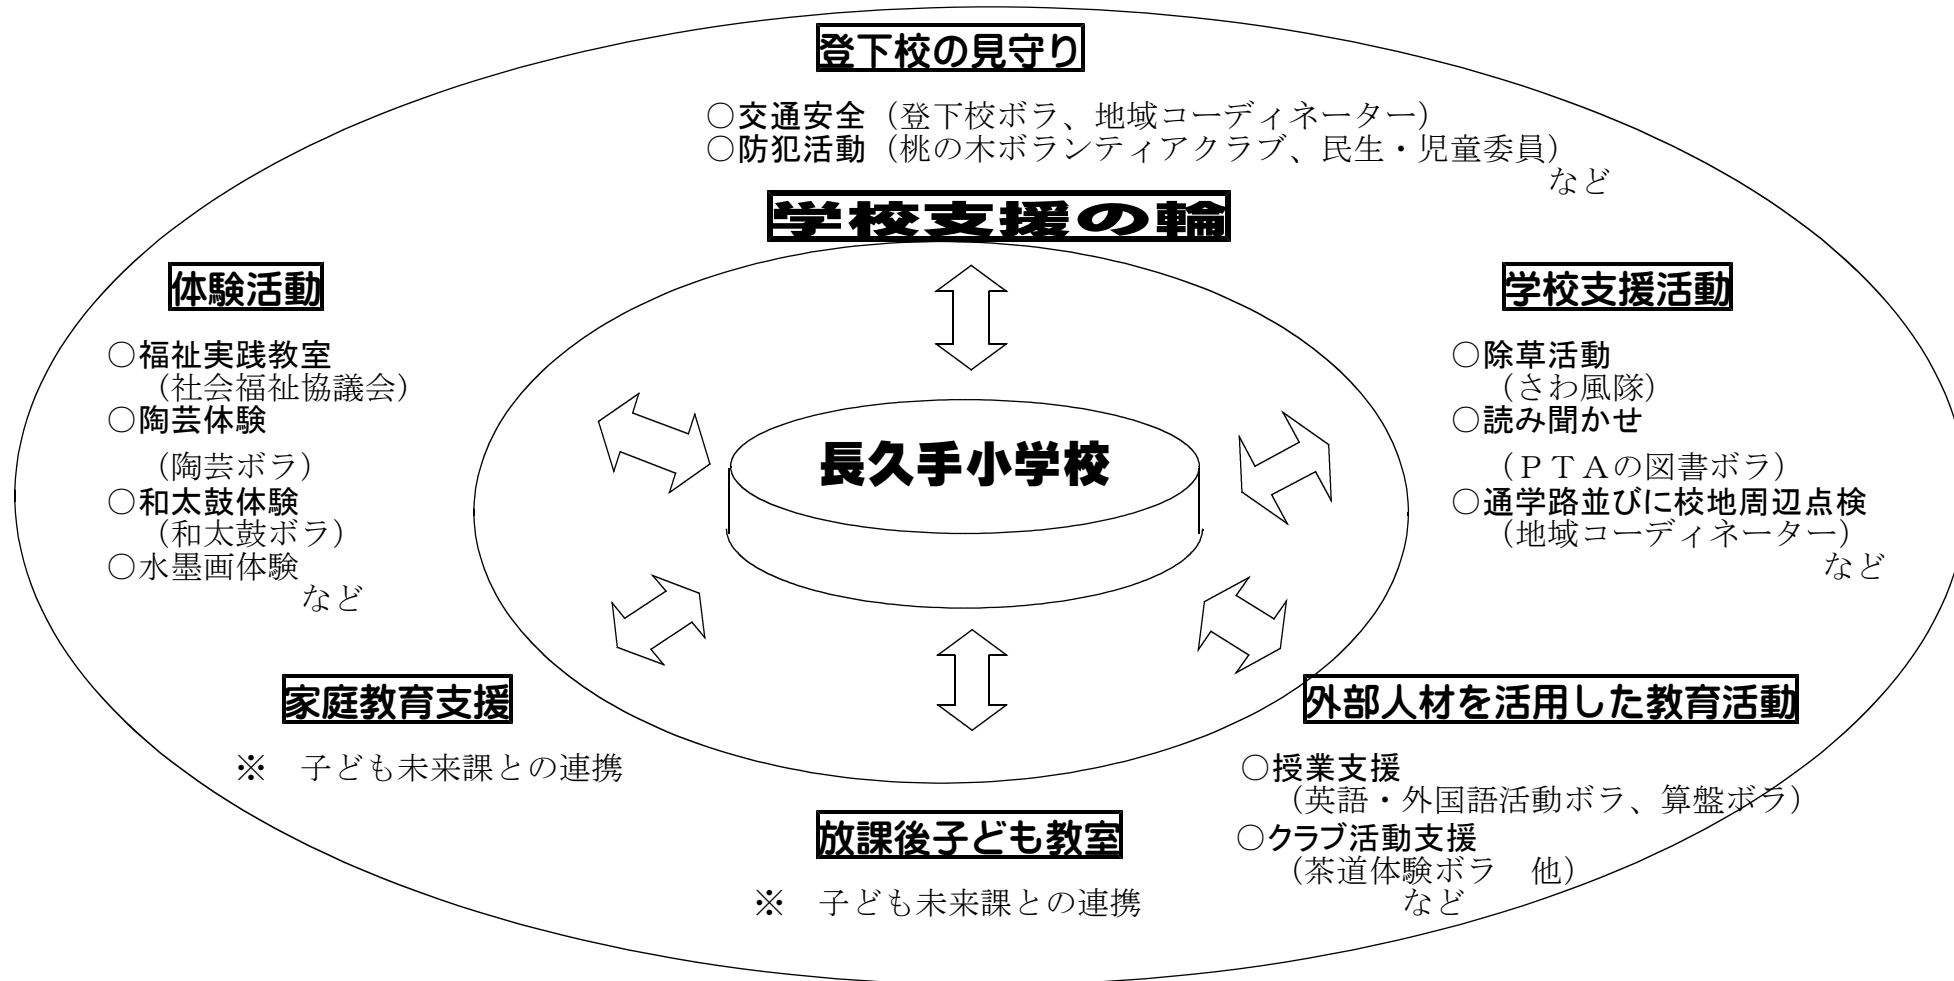 登下校の見守り
○交通安全（登下校ボラ、地域コーディネーター）
○防犯活動（桃の木ボランティアクラブ、民生・児童委員）
など
学校支援の輪
体験活動
○福祉実践教室
（社会福祉協議会）
○陶芸体験
（陶芸ボラ）
○和太鼓体験
（和太鼓ボラ）
○水墨画体験
など
学校支援活動
○除草活動
（さわ風隊）
○読み聞かせ
（ＰＴＡの図書ボラ）
○通学路並びに校地周辺点検
（地域コーディネーター）
など
長久手小学校
家庭教育支援
※　子ども未来課との連携
放課後子ども教室
※　子ども未来課との連携
外部人材を活用した教育活動
○授業支援
（英語・外国語活動ボラ、算盤ボラ）
○クラブ活動支援
（茶道体験ボラ　他）
など